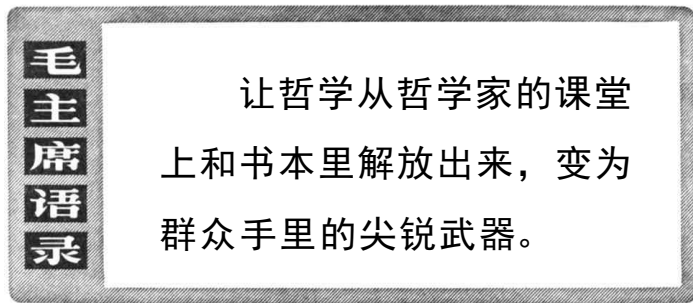 毛主席语录
让哲学从哲学家的课堂
上和书本里解放出来，变为
群众手里的尖锐武器。